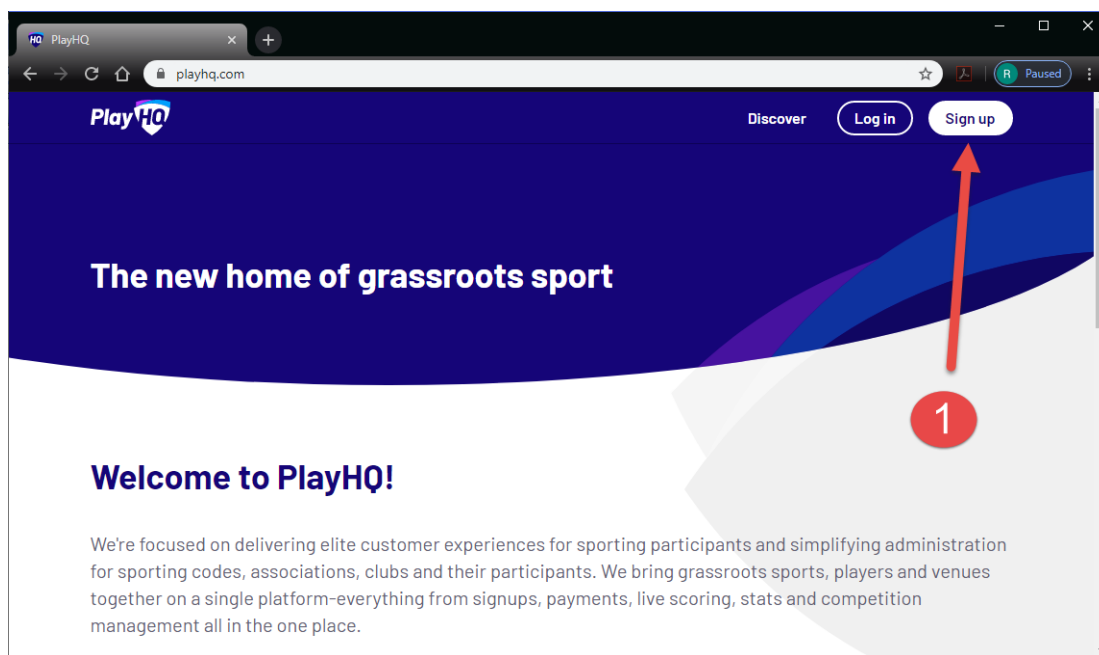 HQ PlayHQ
playhq.com
R Paused
Play HQ Discover Log in Sign up
The new home of grassroots sport
1
Welcome to PlayHQ!
We're focused on delivering elite customer experiences for sporting participants and simplifying administration
for sporting codes, associations, clubs and their participants. We bring grassroots sports, players and venues
together on a single platform-everything from signups, payments, live scoring, stats and competition
management all in the one place.